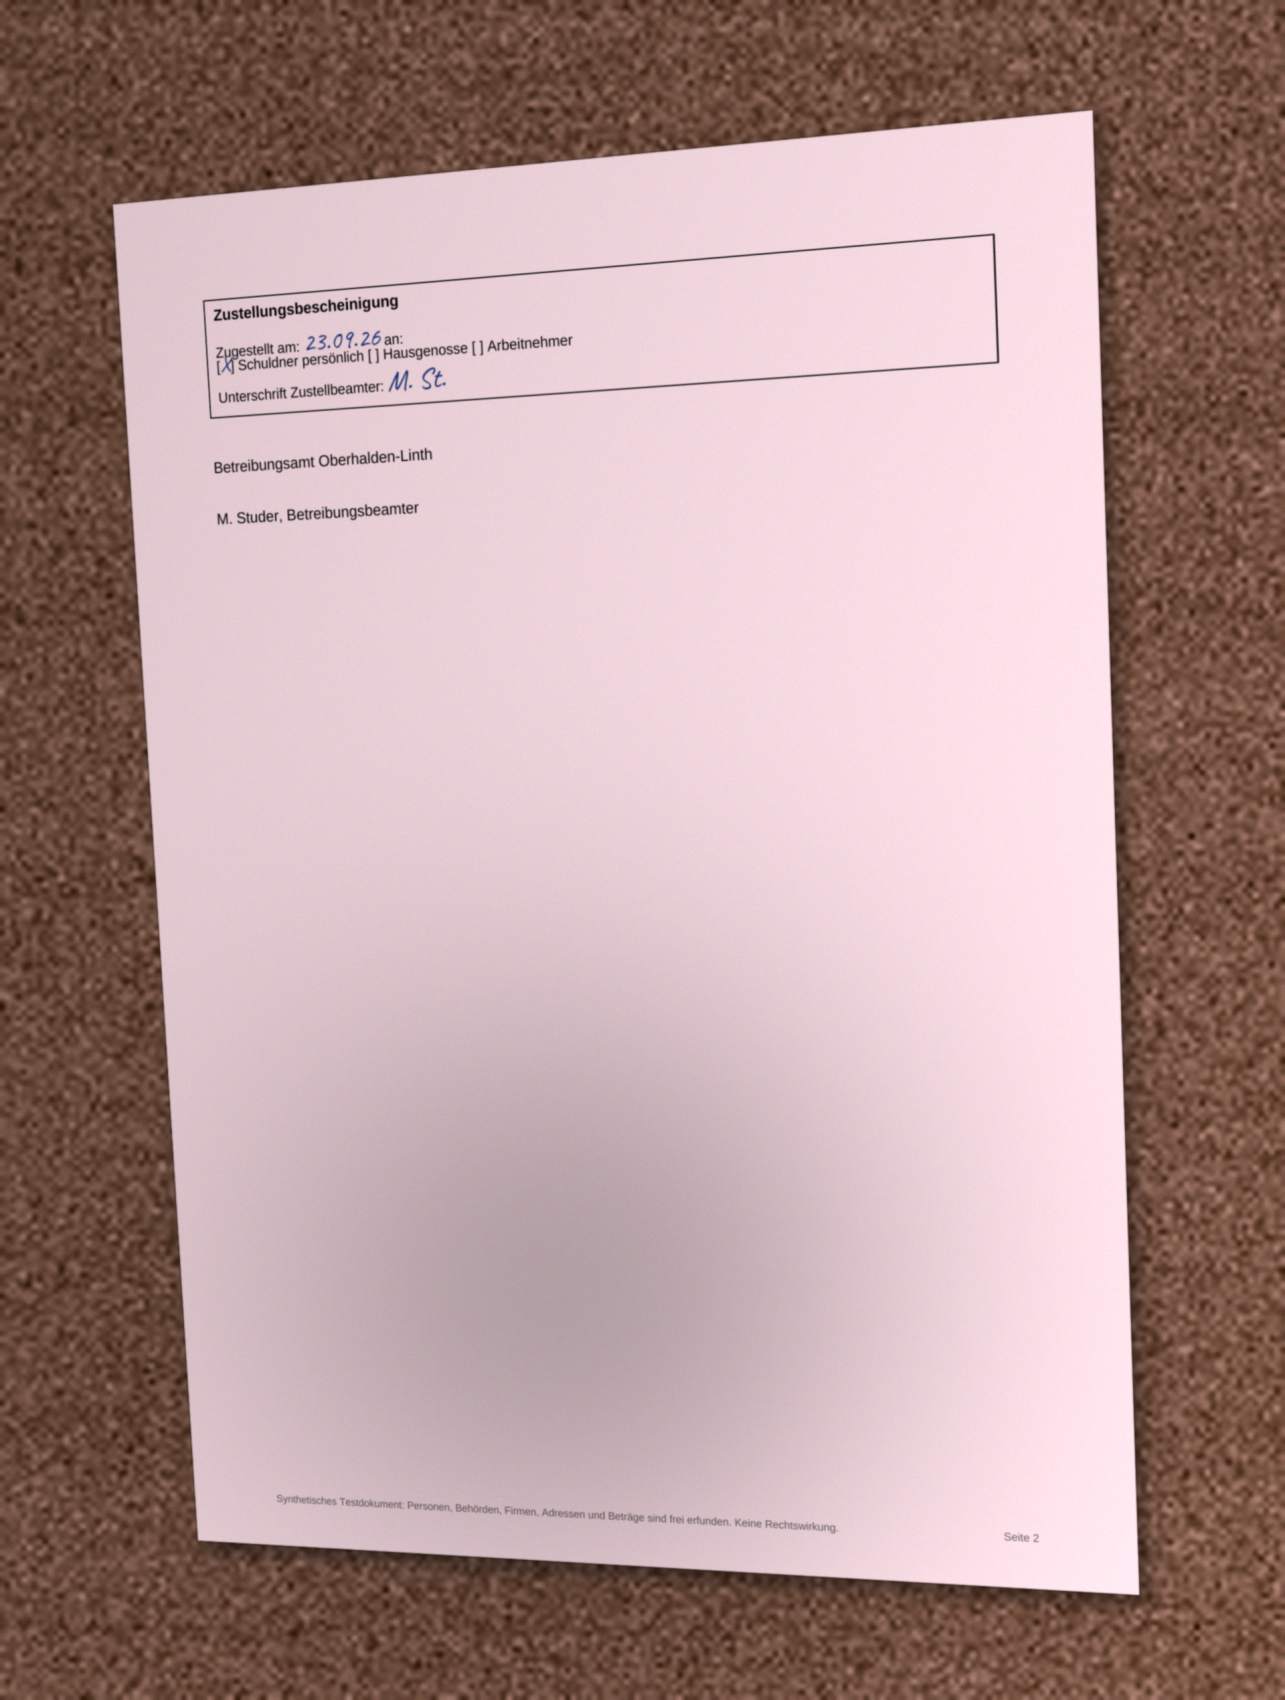 Zustellungsbescheinigung
Zugestellt am: 23.09.26 an:
[X] Schuldner persönlich [ ] Hausgenosse [ ] Arbeitnehmer
Unterschrift Zustellbeamter: M. St.
Betreibungsamt Oberhalden-Linth
M. Studer, Betreibungsbeamter
Synthetisches Testdokument: Personen, Behörden, Firmen, Adressen und Beträge sind frei erfunden. Keine Rechtswirkung.
Seite 2